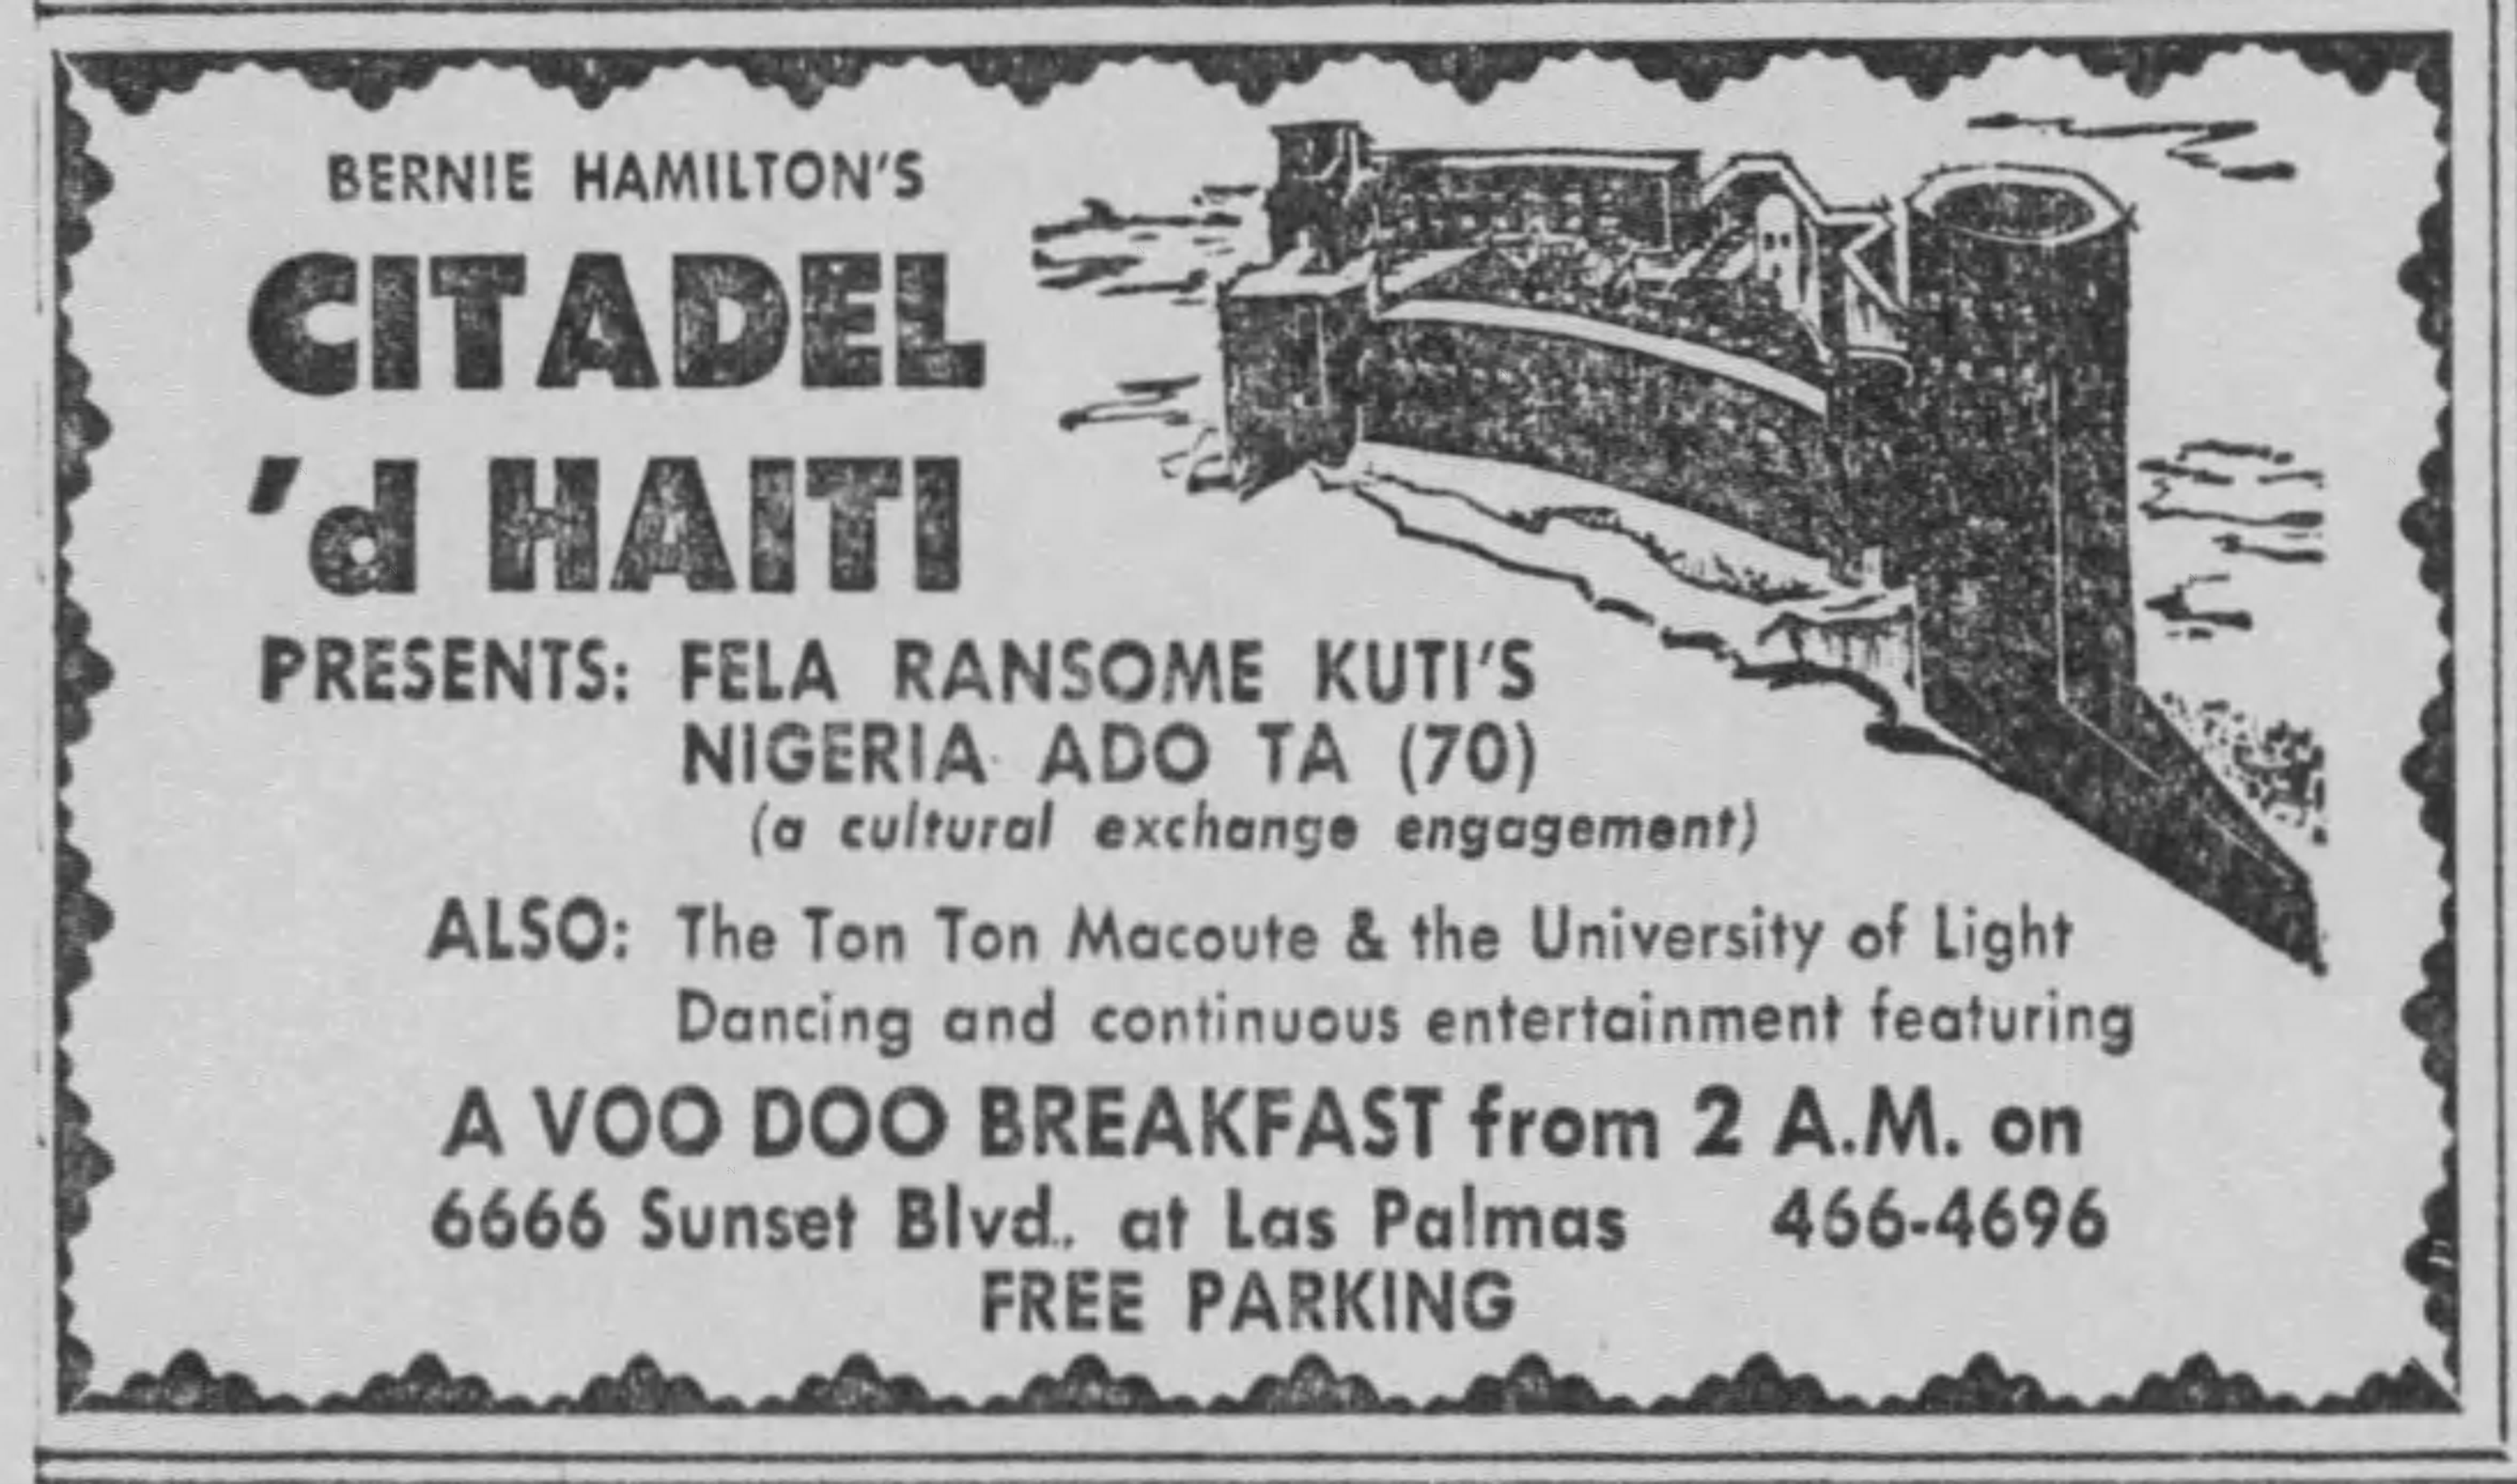 BERNIE HAMILTON'S
CITADEL
'd HAITI
PRESENTS: FELA RANSOME KUTI'S
NIGERIA ADO TA (70)
(a cultural exchange engagement)
ALSO: The Ton Ton Macoute & the University of Light
Dancing and continuous entertainment featuring
A VOO DOO BREAKFAST from 2 A.M. on
6666 Sunset Blvd., at Las Palmas 466-4696
FREE PARKING